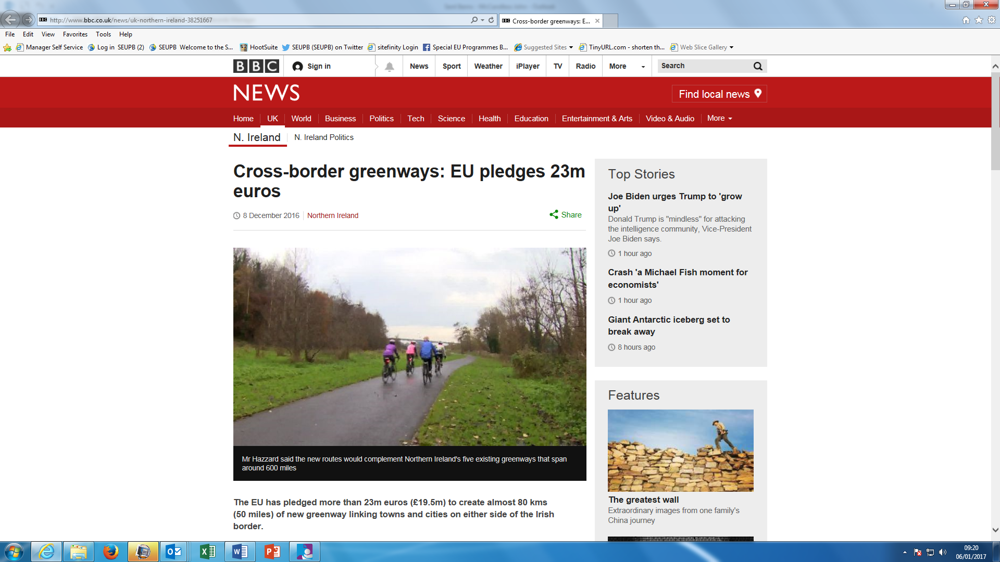 http://www.bbc.co.uk/news/uk-northern-ireland-38251667
BBC Cross-border greenways: E...
File Edit View Favorites Tools Help
Manager Self Service Log in SEUPB (2) SEUPB Welcome to the S... HootSuite SEUPB (SEUPB) on Twitter sitefinity Login Special EU Programmes B... Suggested Sites TinyURL.com - shorten th... Web Slice Gallery
BBC Sign in News Sport Weather iPlayer TV Radio More Search
NEWS Find local news
Home UK World Business Politics Tech Science Health Education Entertainment & Arts Video & Audio More
N. Ireland N. Ireland Politics
Cross-border greenways: EU pledges 23m
euros
8 December 2016 Northern Ireland Share
Mr Hazzard said the new routes would complement Northern Ireland's five existing greenways that span
around 600 miles
The EU has pledged more than 23m euros (£19.5m) to create almost 80 kms
(50 miles) of new greenway linking towns and cities on either side of the Irish
border.
Top Stories
Joe Biden urges Trump to 'grow
up'
Donald Trump is "mindless" for attacking
the intelligence community, Vice-President
Joe Biden says.
1 hour ago
Crash 'a Michael Fish moment for
economists'
1 hour ago
Giant Antarctic iceberg set to
break away
8 hours ago
Features
The greatest wall
Extraordinary images from one family's
China journey
09:20
06/01/2017